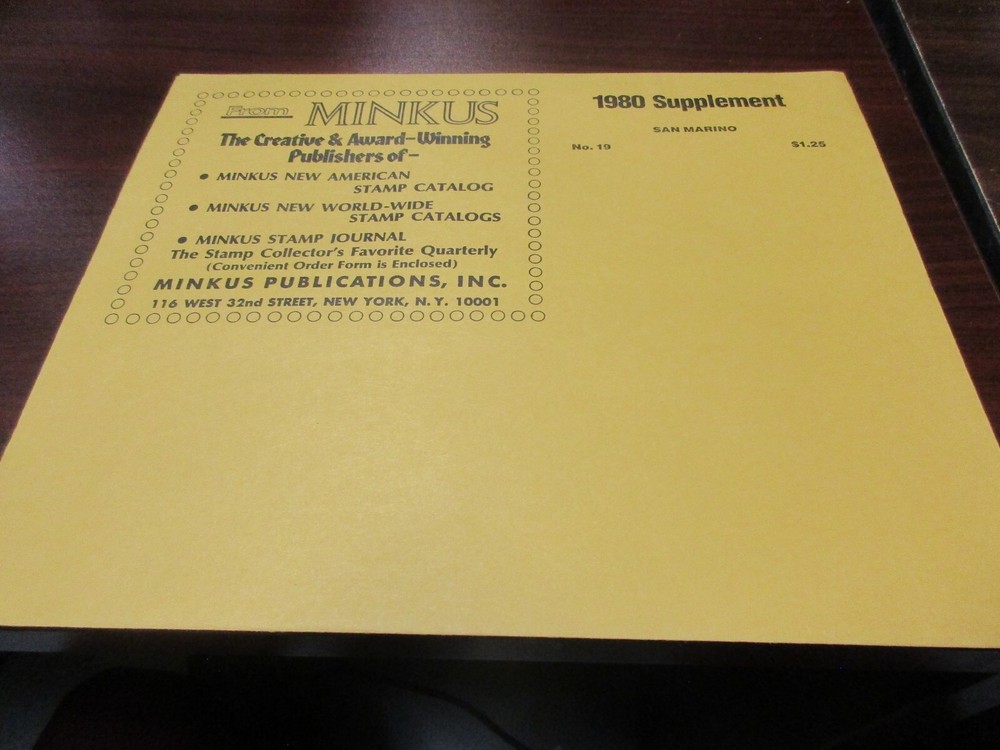 From MINKUS
The Creative & Award-Winning
Publishers of-
• MINKUS NEW AMERICAN
STAMP CATALOG
• MINKUS NEW WORLD-WIDE
STAMP CATALOGS
• MINKUS STAMP JOURNAL
The Stamp Collector's Favorite Quarterly
(Convenient Order Form is Enclosed)
MINKUS PUBLICATIONS, INC.
116 WEST 32nd STREET, NEW YORK, N.Y. 10001
1980 Supplement
SAN MARINO
No. 19 $1.25